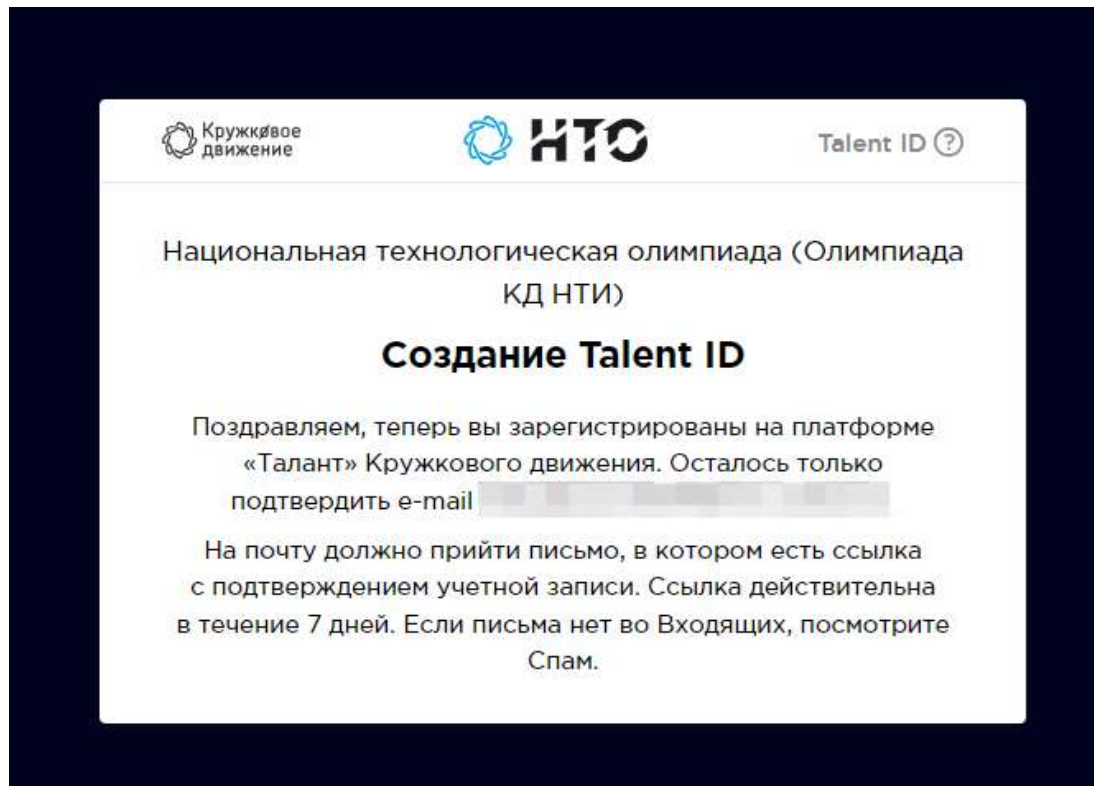 Кружковое
движение
НТО
Talent ID ?
Национальная технологическая олимпиада (Олимпиада
КД НТИ)
Создание Talent ID
Поздравляем, теперь вы зарегистрированы на платформе
«Талант» Кружкового движения. Осталось только
подтвердить e-mail
На почту должно прийти письмо, в котором есть ссылка
с подтверждением учетной записи. Ссылка действительна
в течение 7 дней. Если письма нет во Входящих, посмотрите
Спам.